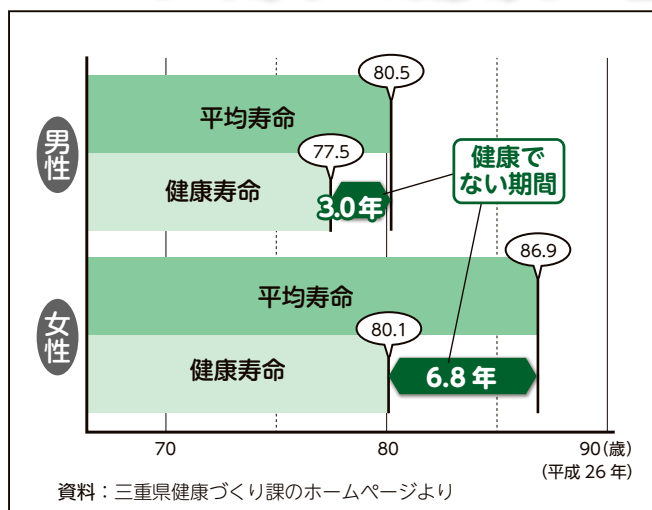 男性
平均寿命
80.5
健康寿命
77.5
3.0年
健康で
ない期間
女性
平均寿命
86.9
健康寿命
80.1
6.8年
70
80
90(歳)
(平成26年)
資料：三重県健康づくり課のホームページより